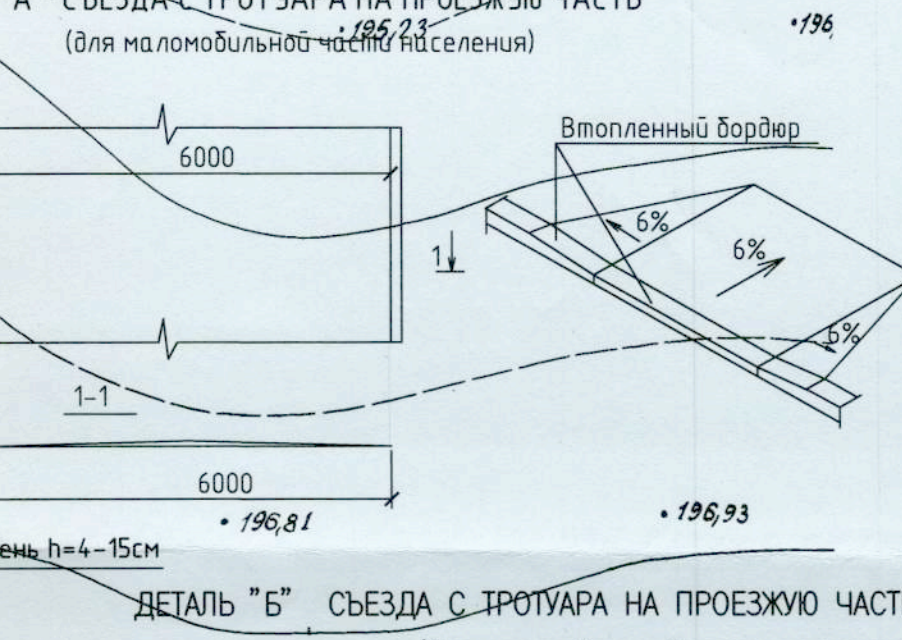 А" СЪЕЗДА С ТРОТУАРА НА ПРОЕЗЖУЮ ЧАСТЬ
(для маломобильной части населения)
195,23
196,
Втопленный бордюр
6000
6%
6%
1
6%
1-1
6000
196,81
196,93
ень h=4-15см
ДЕТАЛЬ "Б" СЪЕЗДА С ТРОТУАРА НА ПРОЕЗЖУЮ ЧАСТ